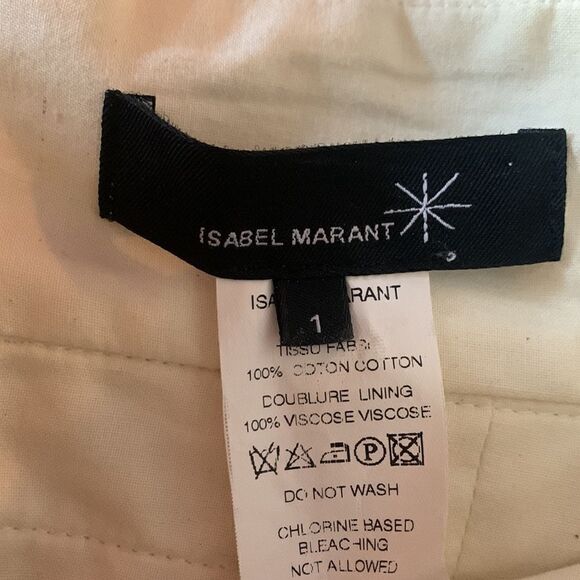 ISABEL MARANT
1
TISSU FABRIC
100% COTON COTTON
DOUBLURE LINING
100% VISCOSE VISCOSE
P
DO NOT WASH
CHLORINE BASED
BLEACHING
NOT ALLOWED